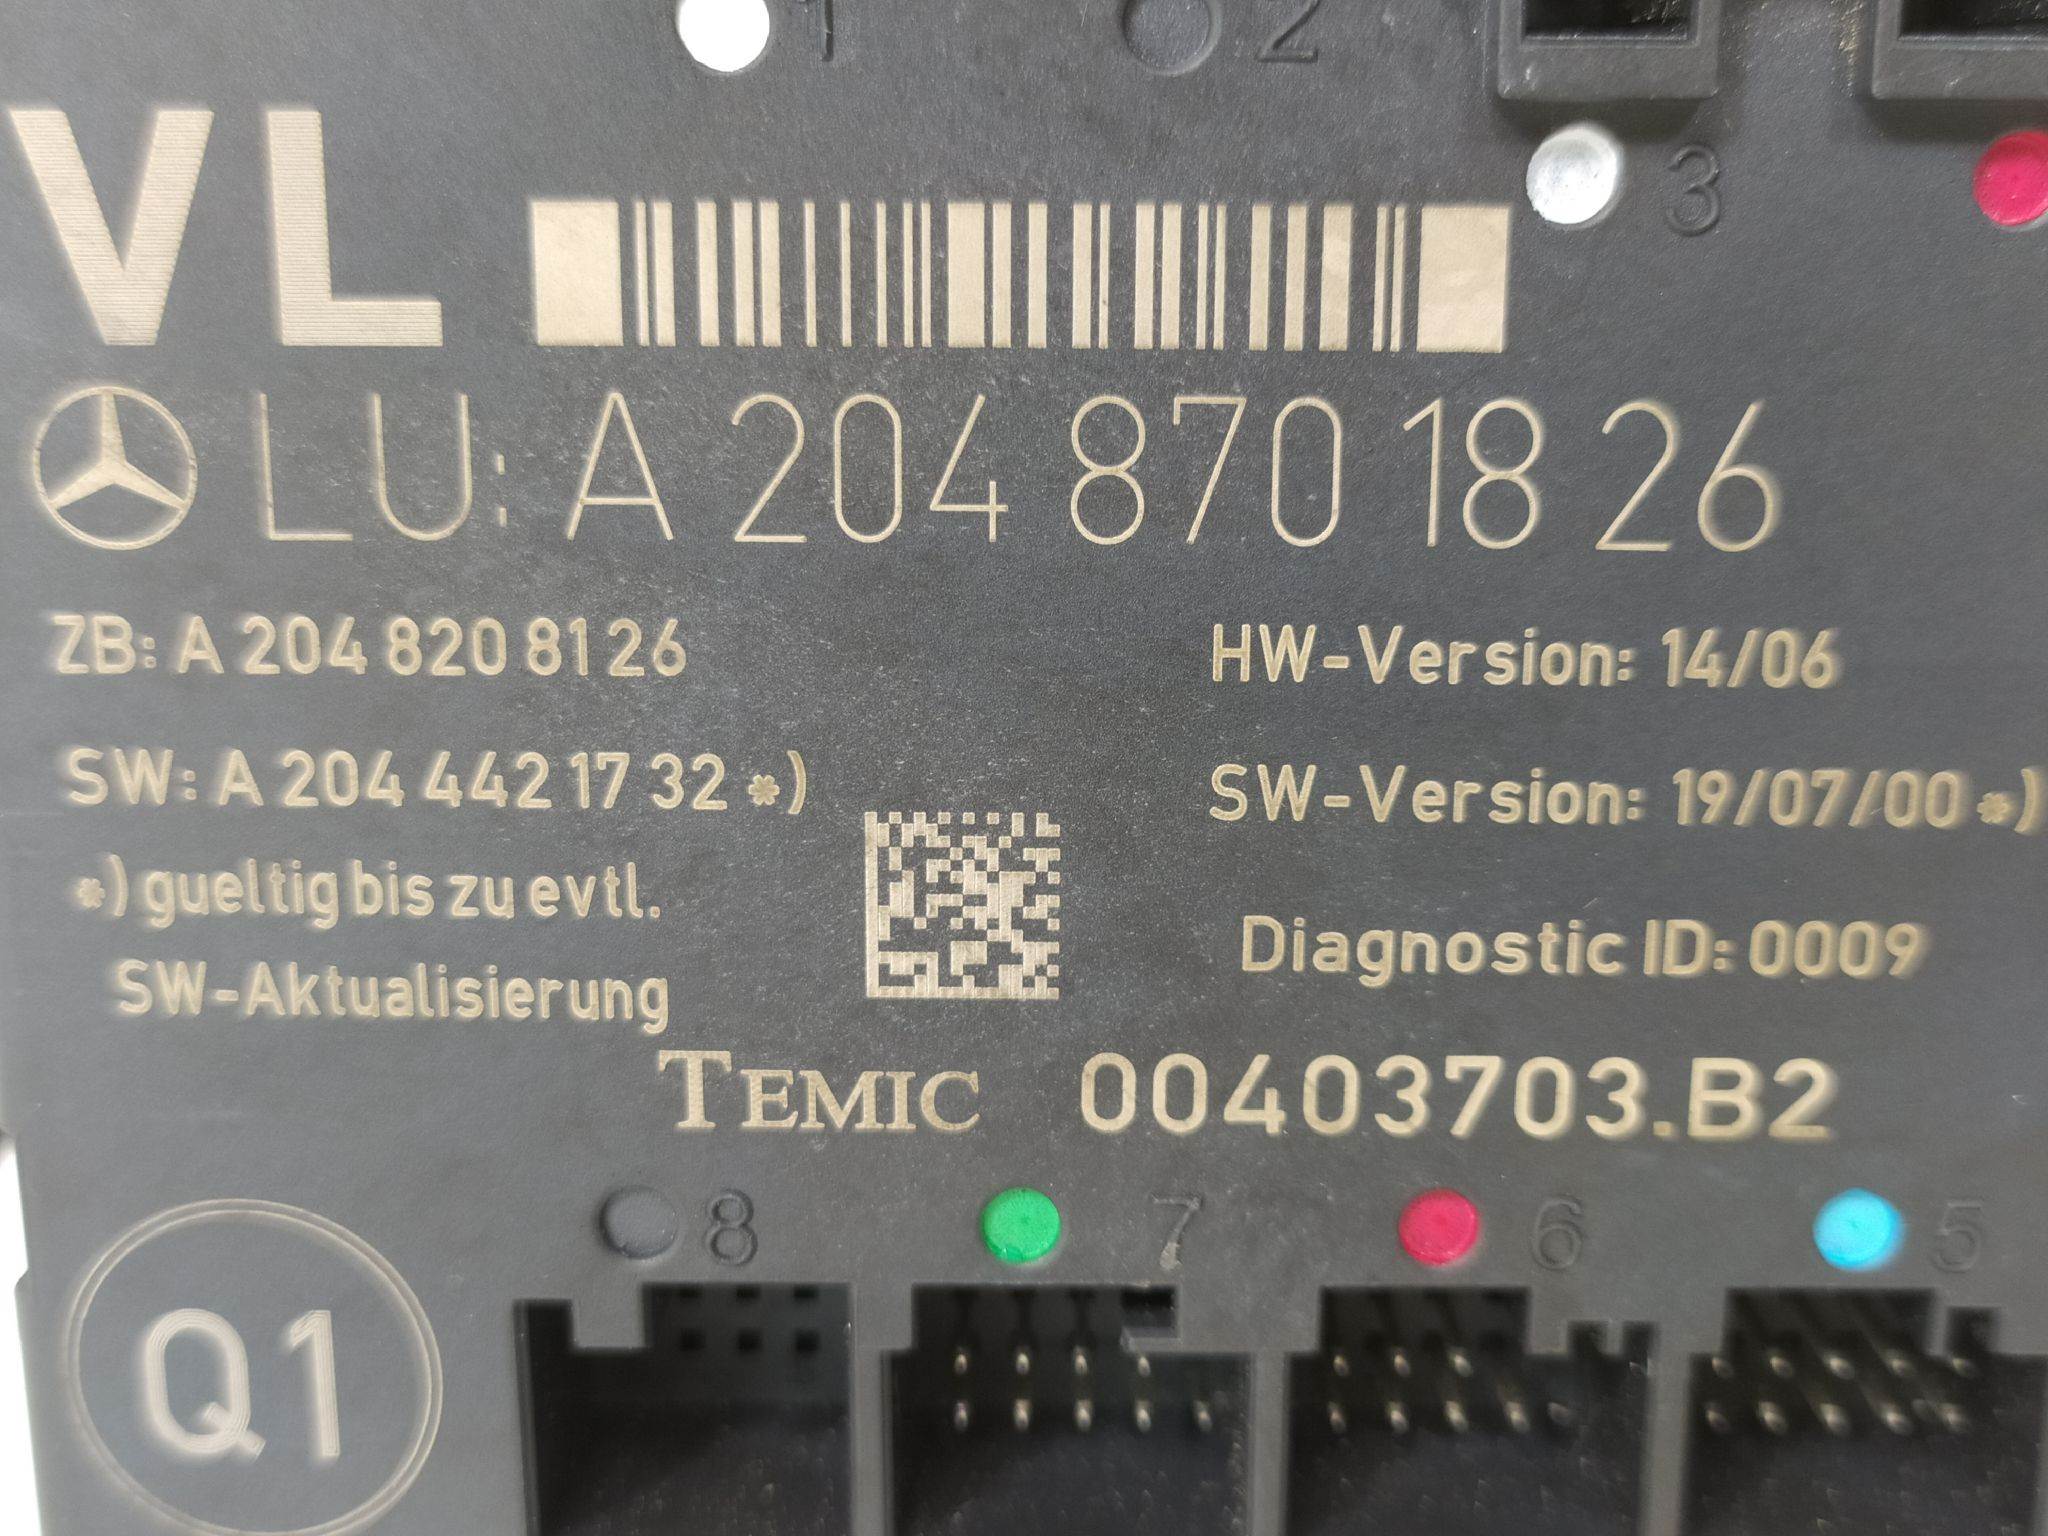 1 2
3
VL
LU: A 204 870 18 26
ZB: A 204 820 81 26
HW-Version: 14/06
SW: A 204 442 17 32 *)
SW-Version: 19/07/00 *)
*) gueltig bis zu evtl.
SW-Aktualisierung
Diagnostic ID: 0009
TEMIC 00403703.B2
8 7 6 5
Q1